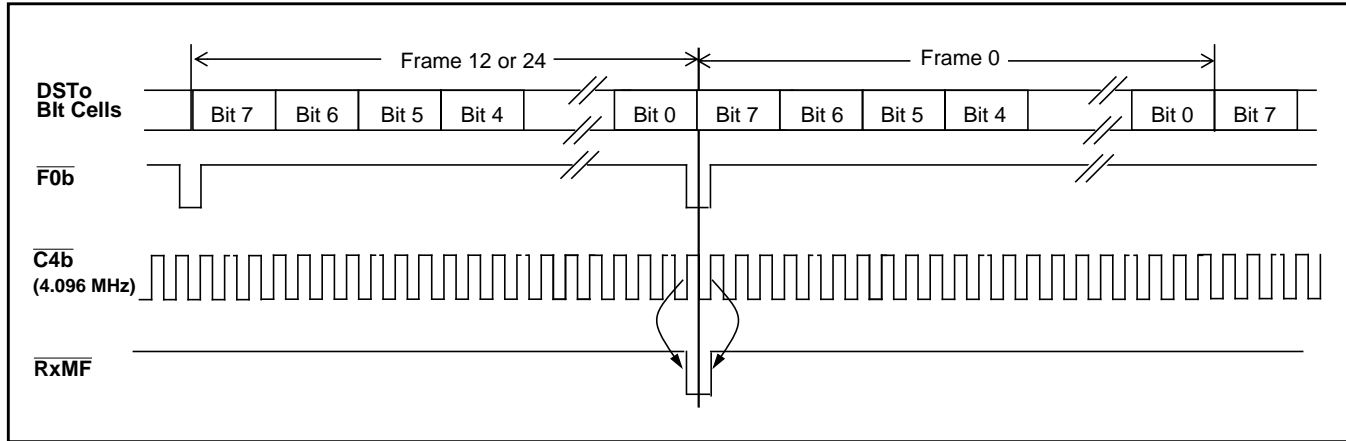 Frame 12 or 24
Frame 0
DSTo
BIt Cells
Bit 7 Bit 6 Bit 5 Bit 4 Bit 0 Bit 7 Bit 6 Bit 5 Bit 4 Bit 0 Bit 7
F0b
C4b
(4.096 MHz)
RxMF